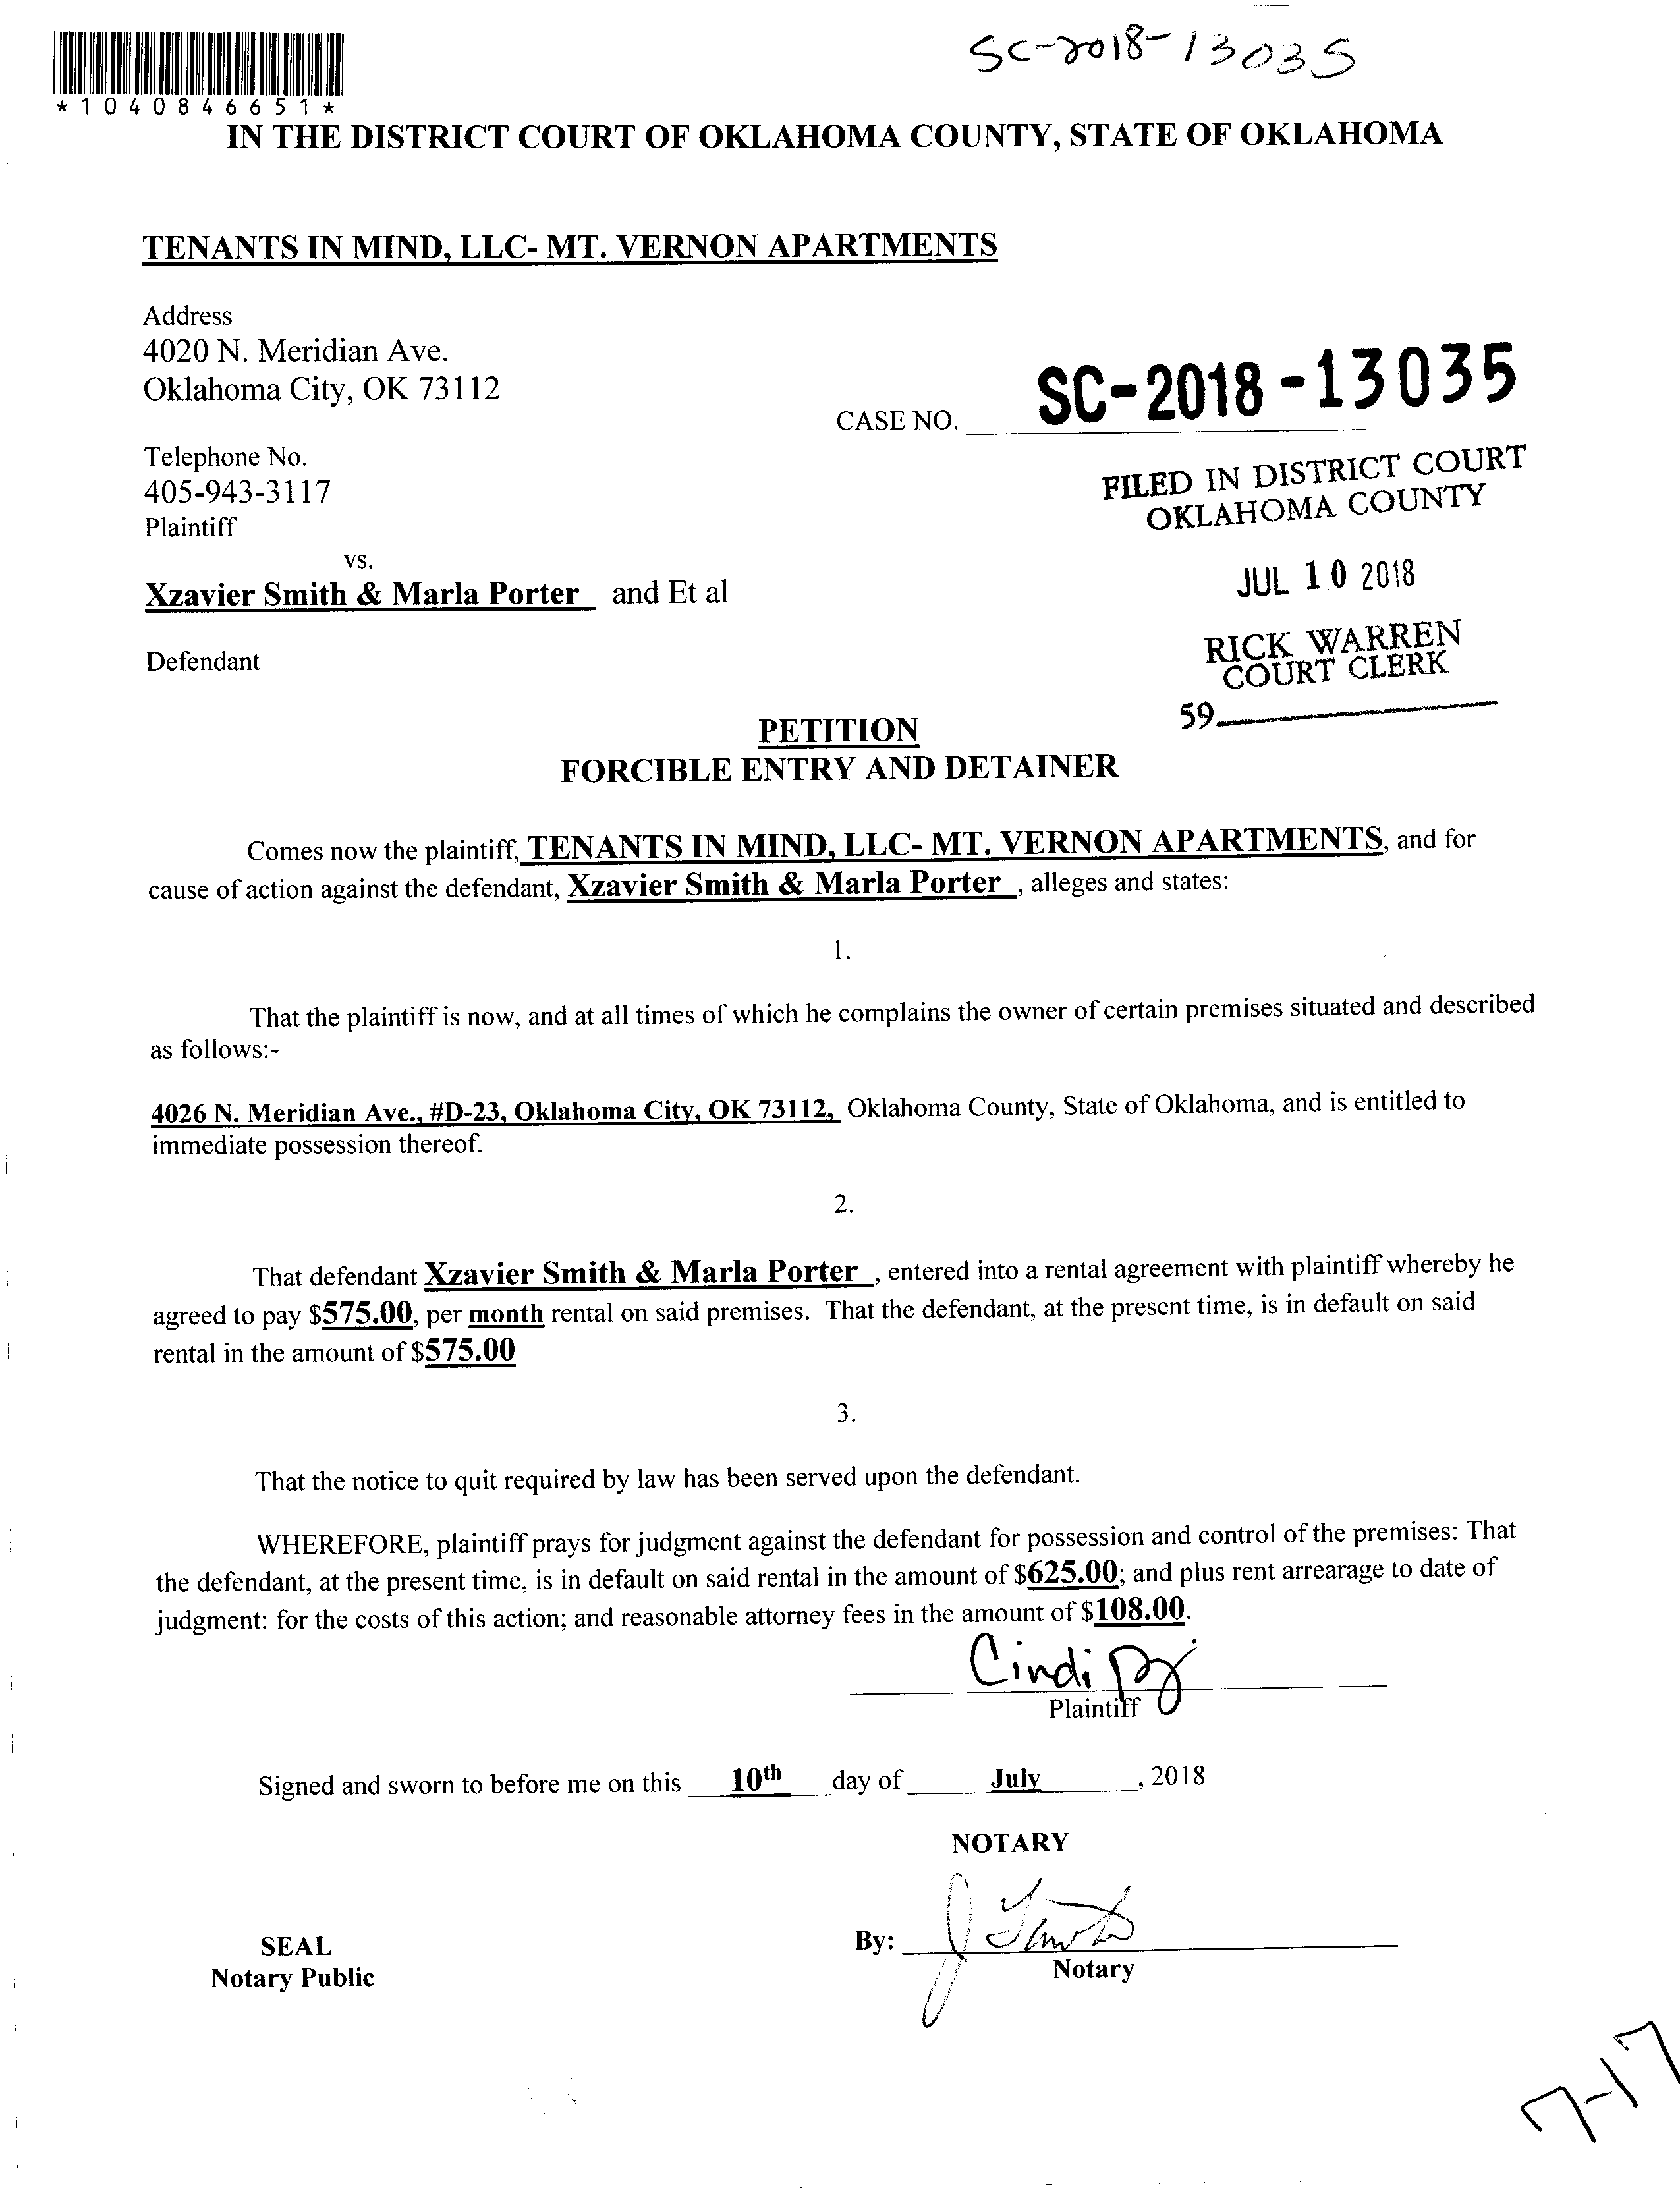 SC-2018-13035
*1040846651*
IN THE DISTRICT COURT OF OKLAHOMA COUNTY, STATE OF OKLAHOMA
TENANTS IN MIND, LLC- MT. VERNON APARTMENTS
Address
4020 N. Meridian Ave.
Oklahoma City, OK 73112
CASE NO. SC-2018-13035
Telephone No.
405-943-3117
Plaintiff
FILED IN DISTRICT COURT
OKLAHOMA COUNTY
vs.
Xzavier Smith & Marla Porter and Et al
JUL 10 2018
Defendant
RICK WARREN
COURT CLERK
59
PETITION
FORCIBLE ENTRY AND DETAINER
Comes now the plaintiff, TENANTS IN MIND, LLC- MT. VERNON APARTMENTS, and for
cause of action against the defendant, Xzavier Smith & Marla Porter , alleges and states:
1.
That the plaintiff is now, and at all times of which he complains the owner of certain premises situated and described
as follows:-
4026 N. Meridian Ave., #D-23, Oklahoma City, OK 73112, Oklahoma County, State of Oklahoma, and is entitled to
immediate possession thereof.
2.
That defendant Xzavier Smith & Marla Porter , entered into a rental agreement with plaintiff whereby he
agreed to pay $575.00, per month rental on said premises. That the defendant, at the present time, is in default on said
rental in the amount of $575.00
3.
That the notice to quit required by law has been served upon the defendant.
WHEREFORE, plaintiff prays for judgment against the defendant for possession and control of the premises: That
the defendant, at the present time, is in default on said rental in the amount of $625.00; and plus rent arrearage to date of
judgment: for the costs of this action; and reasonable attorney fees in the amount of $108.00.
Cindi
Plaintiff
Signed and sworn to before me on this 10th day of July , 2018
NOTARY
SEAL
Notary Public
By:
Notary
7-17